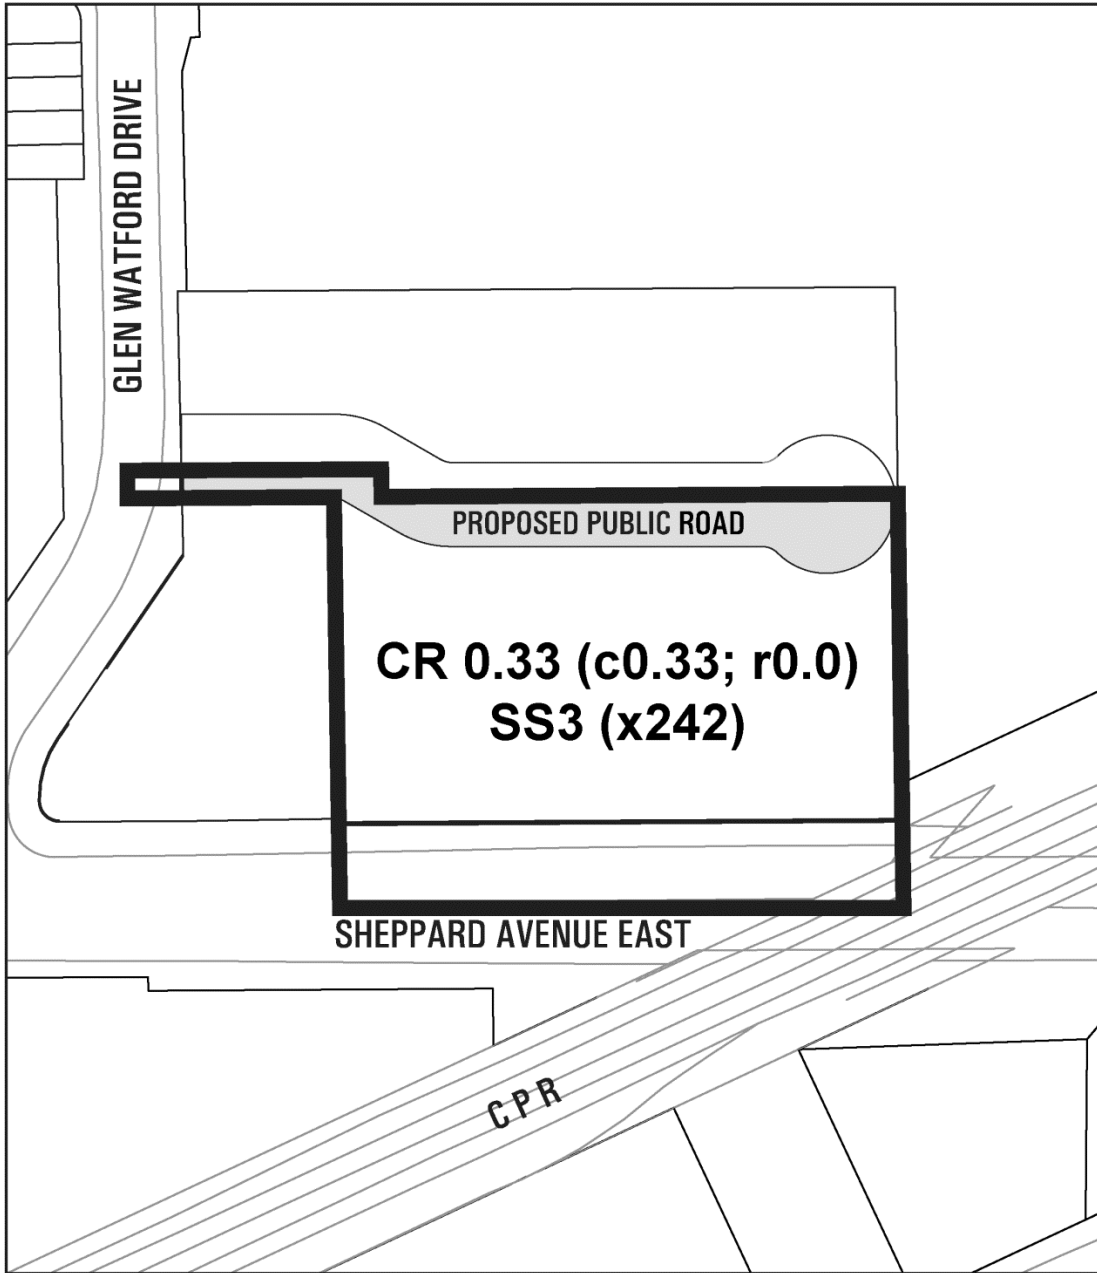 GLEN WATFORD DRIVE
PROPOSED PUBLIC ROAD
CR 0.33 (c0.33; r0.0)
SS3 (x242)
SHEPPARD AVENUE EAST
CPR